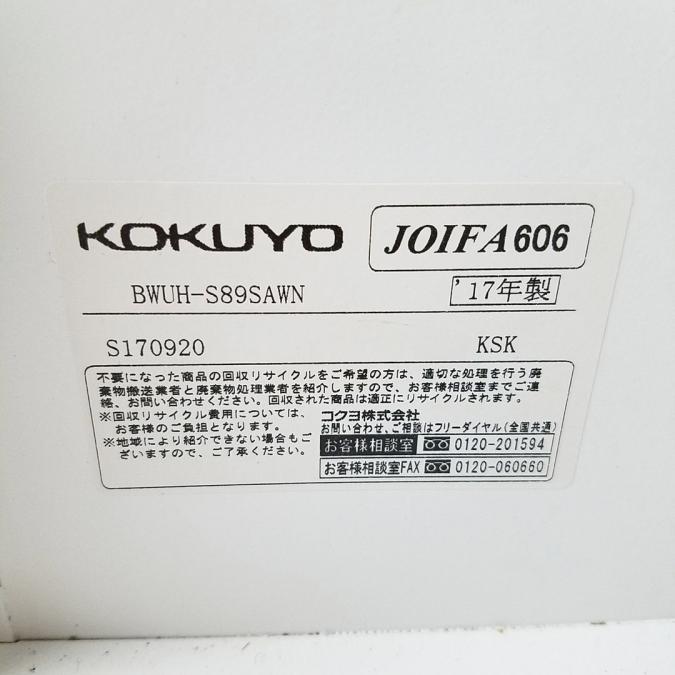 KOKUYO JOIFA606
BWUH-S89SAWN '17年製
S170920 KSK
不要になった商品の回収リサイクルをご希望の方は、適切な処理を行う廃
棄物搬送業者と廃棄物処理業者を紹介しますので、お客様相談室までご連
絡、お問い合わせください。回収された商品は適正にリサイクルされます。
※回収リサイクル費用については、
お客様のご負担となります。
※地域により紹介できない場合もご
ざいますので、ご了承ください。
コクヨ株式会社
お問い合わせ、ご相談はフリーダイヤル(全国共通)
お客様相談室 0120-201594
お客様相談室FAX 0120-060660